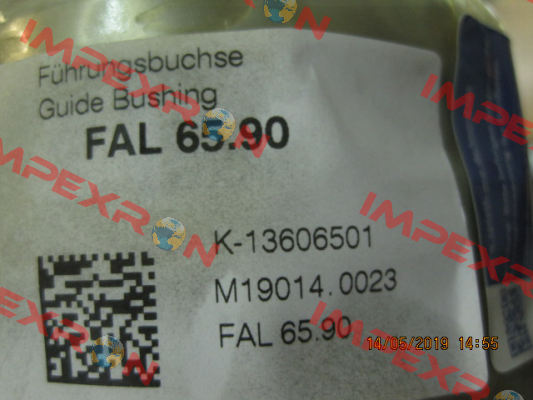 Führungsbuchse
Guide Bushing
FAL 65.90
K-13606501
M19014.0023
FAL 65.90
14/05/2019 14:55
IMPEXRON
IMPEXRON
IMPEXRON
IMPEXRON